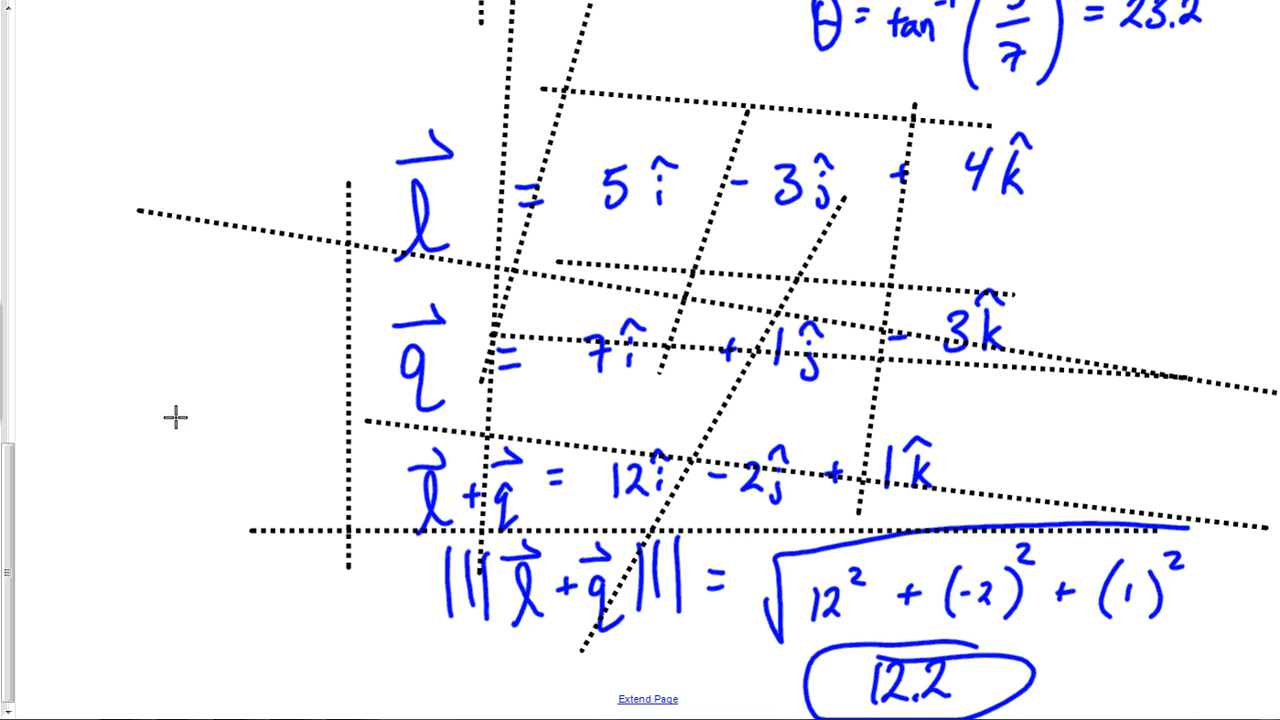 θ = tan⁻¹(3/7) = 23.2
l⃗ = 5î - 3ĵ + 4k̂
q⃗ = 7î + 1ĵ - 3k̂
l⃗ + q⃗ = 12î - 2ĵ + 1k̂
|||l⃗ + q⃗||| = √12² + (-2)² + (1)²
12.2
Extend Page